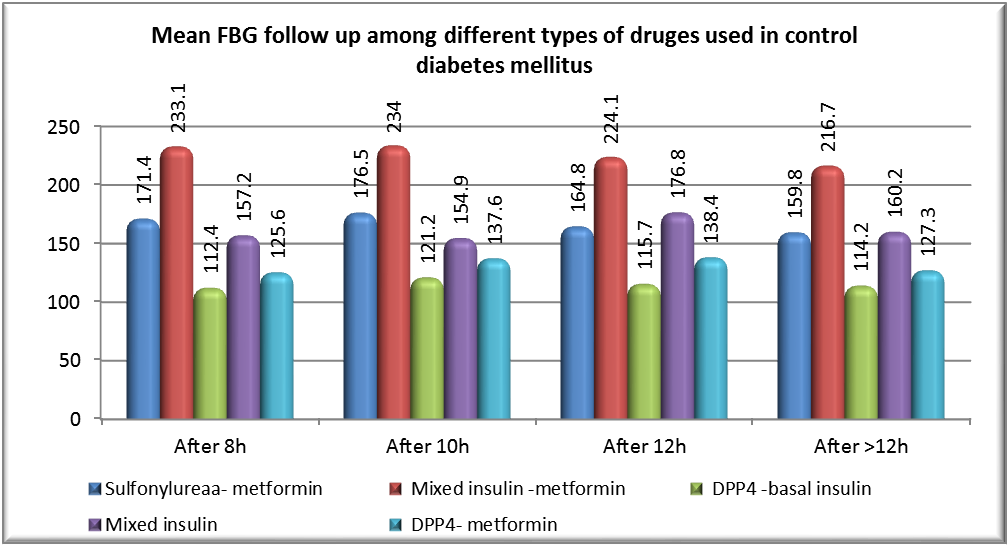 Mean FBG follow up among different types of druges used in control
diabetes mellitus
250
200
150
100
50
0
171.4
233.1
112.4
157.2
125.6
176.5
234
121.2
154.9
137.6
164.8
224.1
115.7
176.8
138.4
159.8
216.7
114.2
160.2
127.3
After 8h
After 10h
After 12h
After >12h
Sulfonylureaa- metformin
Mixed insulin -metformin
DPP4 -basal insulin
Mixed insulin
DPP4- metformin